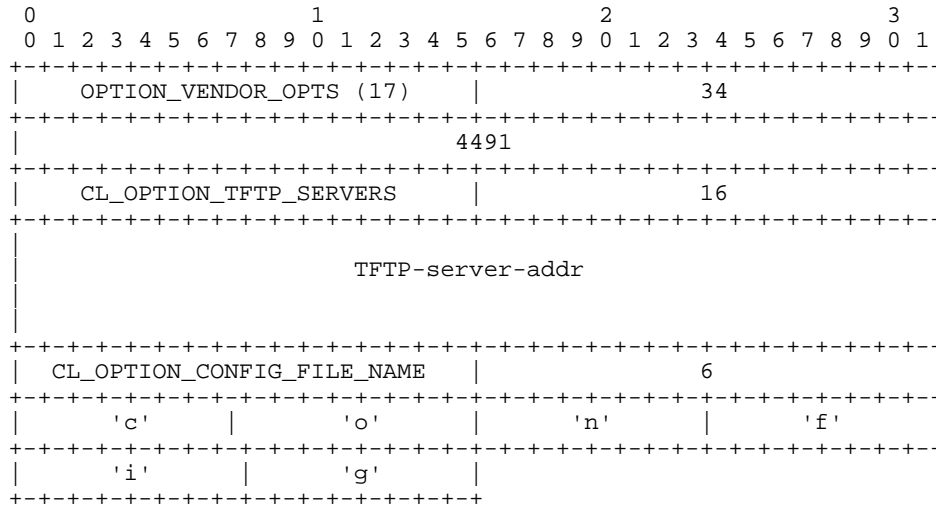 0                   1                   2                   3
0 1 2 3 4 5 6 7 8 9 0 1 2 3 4 5 6 7 8 9 0 1 2 3 4 5 6 7 8 9 0 1
+-+-+-+-+-+-+-+-+-+-+-+-+-+-+-+-+-+-+-+-+-+-+-+-+-+-+-+-+-+-+-+--
|    OPTION_VENDOR_OPTS (17)    |               34
+-+-+-+-+-+-+-+-+-+-+-+-+-+-+-+-+-+-+-+-+-+-+-+-+-+-+-+-+-+-+-+--
|                              4491
+-+-+-+-+-+-+-+-+-+-+-+-+-+-+-+-+-+-+-+-+-+-+-+-+-+-+-+-+-+-+-+--
|    CL_OPTION_TFTP_SERVERS     |               16
+-+-+-+-+-+-+-+-+-+-+-+-+-+-+-+-+-+-+-+-+-+-+-+-+-+-+-+-+-+-+-+--
|
|                       TFTP-server-addr
|
|
+-+-+-+-+-+-+-+-+-+-+-+-+-+-+-+-+-+-+-+-+-+-+-+-+-+-+-+-+-+-+-+--
|  CL_OPTION_CONFIG_FILE_NAME   |               6
+-+-+-+-+-+-+-+-+-+-+-+-+-+-+-+-+-+-+-+-+-+-+-+-+-+-+-+-+-+-+-+--
|      'c'      |      'o'      |      'n'      |      'f'
+-+-+-+-+-+-+-+-+-+-+-+-+-+-+-+-+-+-+-+-+-+-+-+-+-+-+-+-+-+-+-+--
|      'i'       |      'g'      |
+-+-+-+-+-+-+-+-+-+-+-+-+-+-+-+-+